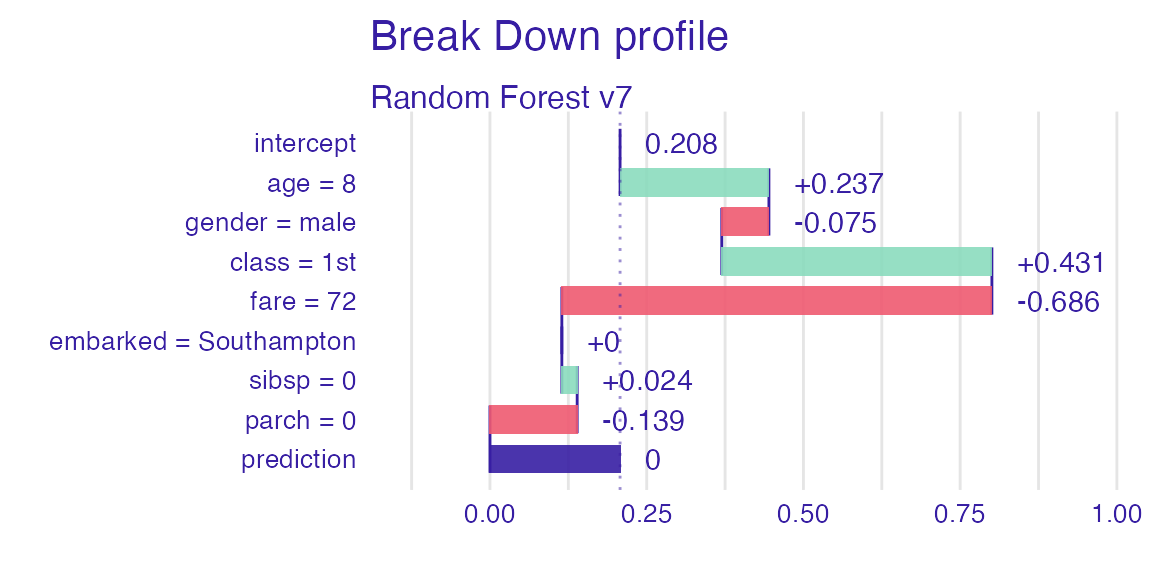 Break Down profile
Random Forest v7
intercept 0.208
age = 8 +0.237
gender = male -0.075
class = 1st +0.431
fare = 72 -0.686
embarked = Southampton +0
sibsp = 0 +0.024
parch = 0 -0.139
prediction 0
0.00 0.25 0.50 0.75 1.00